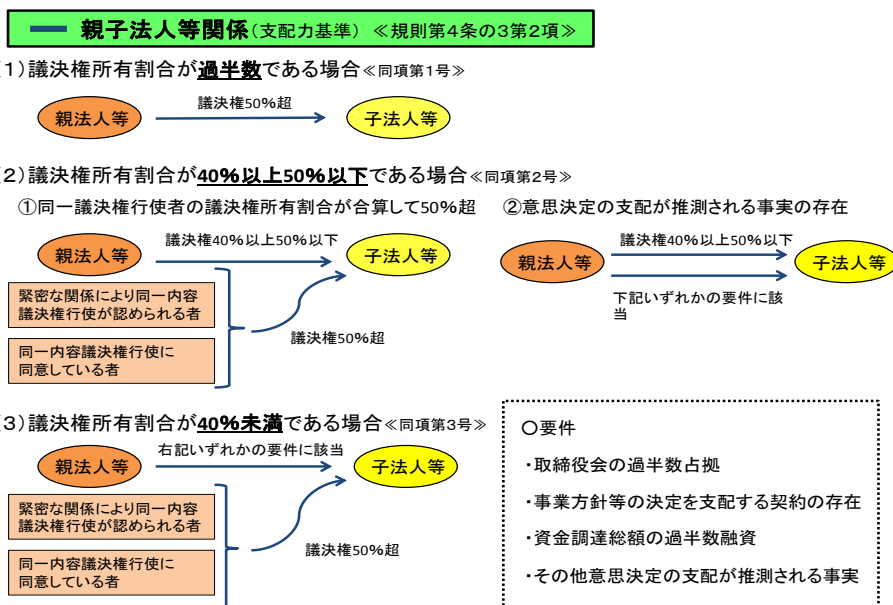 一 親子法人等関係(支配力基準) ≪規則第4条の3第2項≫
1)議決権所有割合が過半数である場合≪同項第1号≫
親法人等
議決権50%超
子法人等
2)議決権所有割合が40%以上50%以下である場合≪同項第2号≫
①同一議決権行使者の議決権所有割合が合算して50%超
②意思決定の支配が推測される事実の存在
親法人等
議決権40%以上50%以下
子法人等
緊密な関係により同一内容
議決権行使が認められる者
同一内容議決権行使に
同意している者
議決権50%超
親法人等
議決権40%以上50%以下
子法人等
下記いずれかの要件に該
当
3)議決権所有割合が40%未満である場合≪同項第3号≫
親法人等
右記いずれかの要件に該当
子法人等
緊密な関係により同一内容
議決権行使が認められる者
同一内容議決権行使に
同意している者
議決権50%超
〇要件
・取締役会の過半数占拠
・事業方針等の決定を支配する契約の存在
・資金調達総額の過半数融資
・その他意思決定の支配が推測される事実